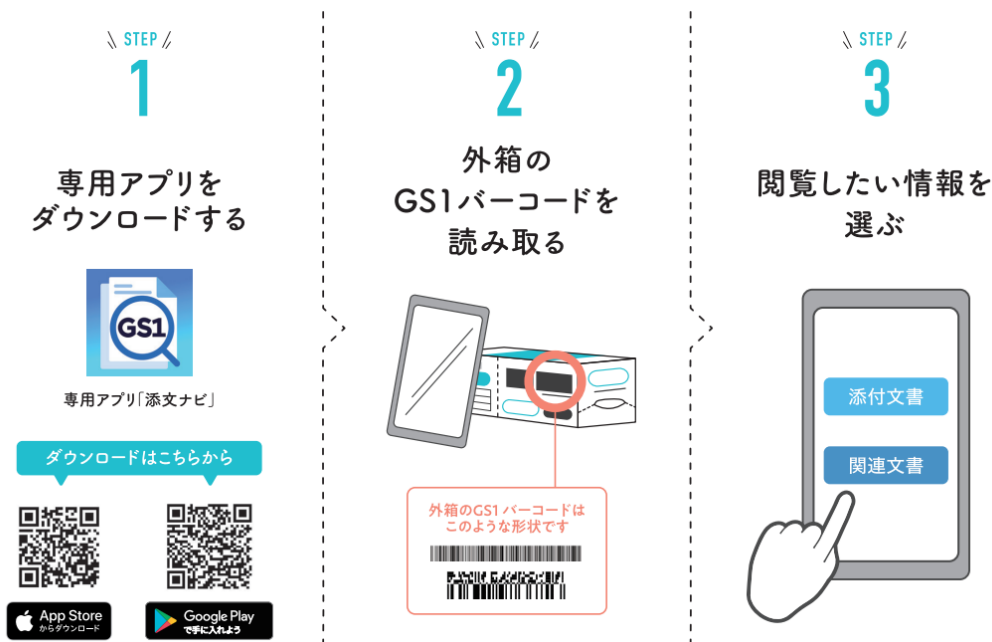 STEP
1
専用アプリを
ダウンロードする
GS1
専用アプリ「添文ナビ」
ダウンロードはこちらから
App Store
からダウンロード
Google Play
で手に入れよう
STEP
2
外箱の
GS1バーコードを
読み取る
外箱のGS1 バーコードは
このような形状です
STEP
3
閲覧したい情報を
選ぶ
添付文書
関連文書